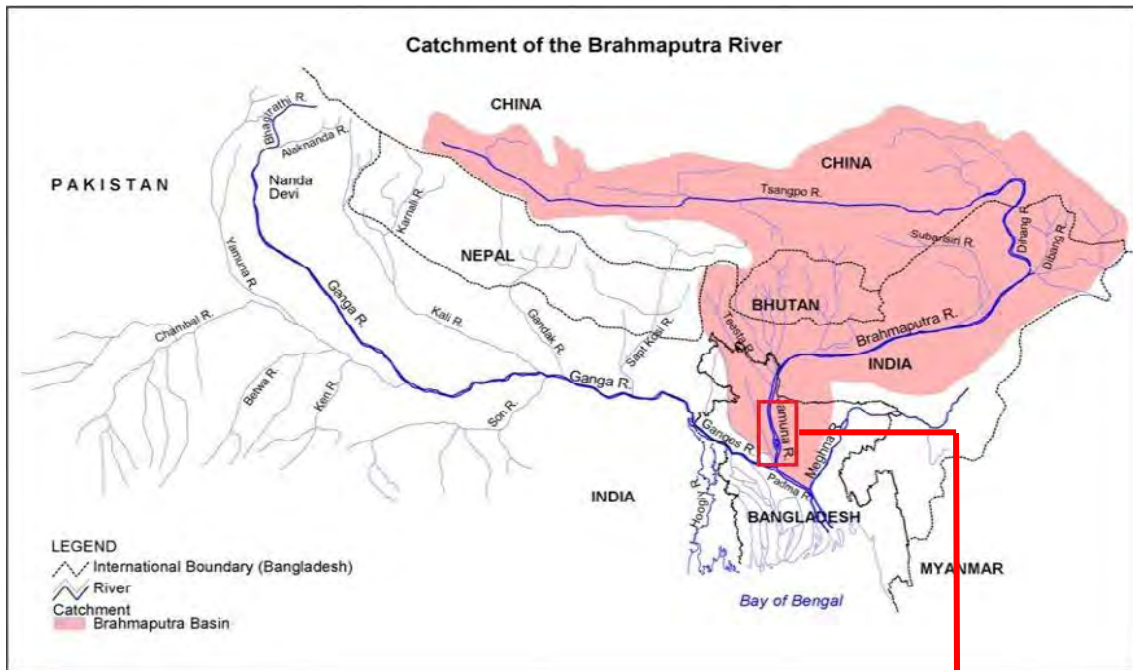 Catchment of the Brahmaputra River
CHINA
Bhagirathi R.
Alaknanda R.
CHINA
PAKISTAN
Nanda
Devi
Karnali R.
Tsangpo R.
Dihang R.
Dibang R.
Subansiri R.
Yamuna R.
NEPAL
BHUTAN
Ganga R.
Kali R.
Gandak R.
Sapt Kosi R.
Teesta R.
Brahmaputra R.
Chambal R.
INDIA
Betwa R.
Ken R.
Son R.
Ganga R.
Ganges R.
amuna R.
Meghna R.
Padma R.
INDIA
Hoogly R.
BANGLADESH
LEGEND
International Boundary (Bangladesh)
River
Catchment
Brahmaputra Basin
MYANMAR
Bay of Bengal